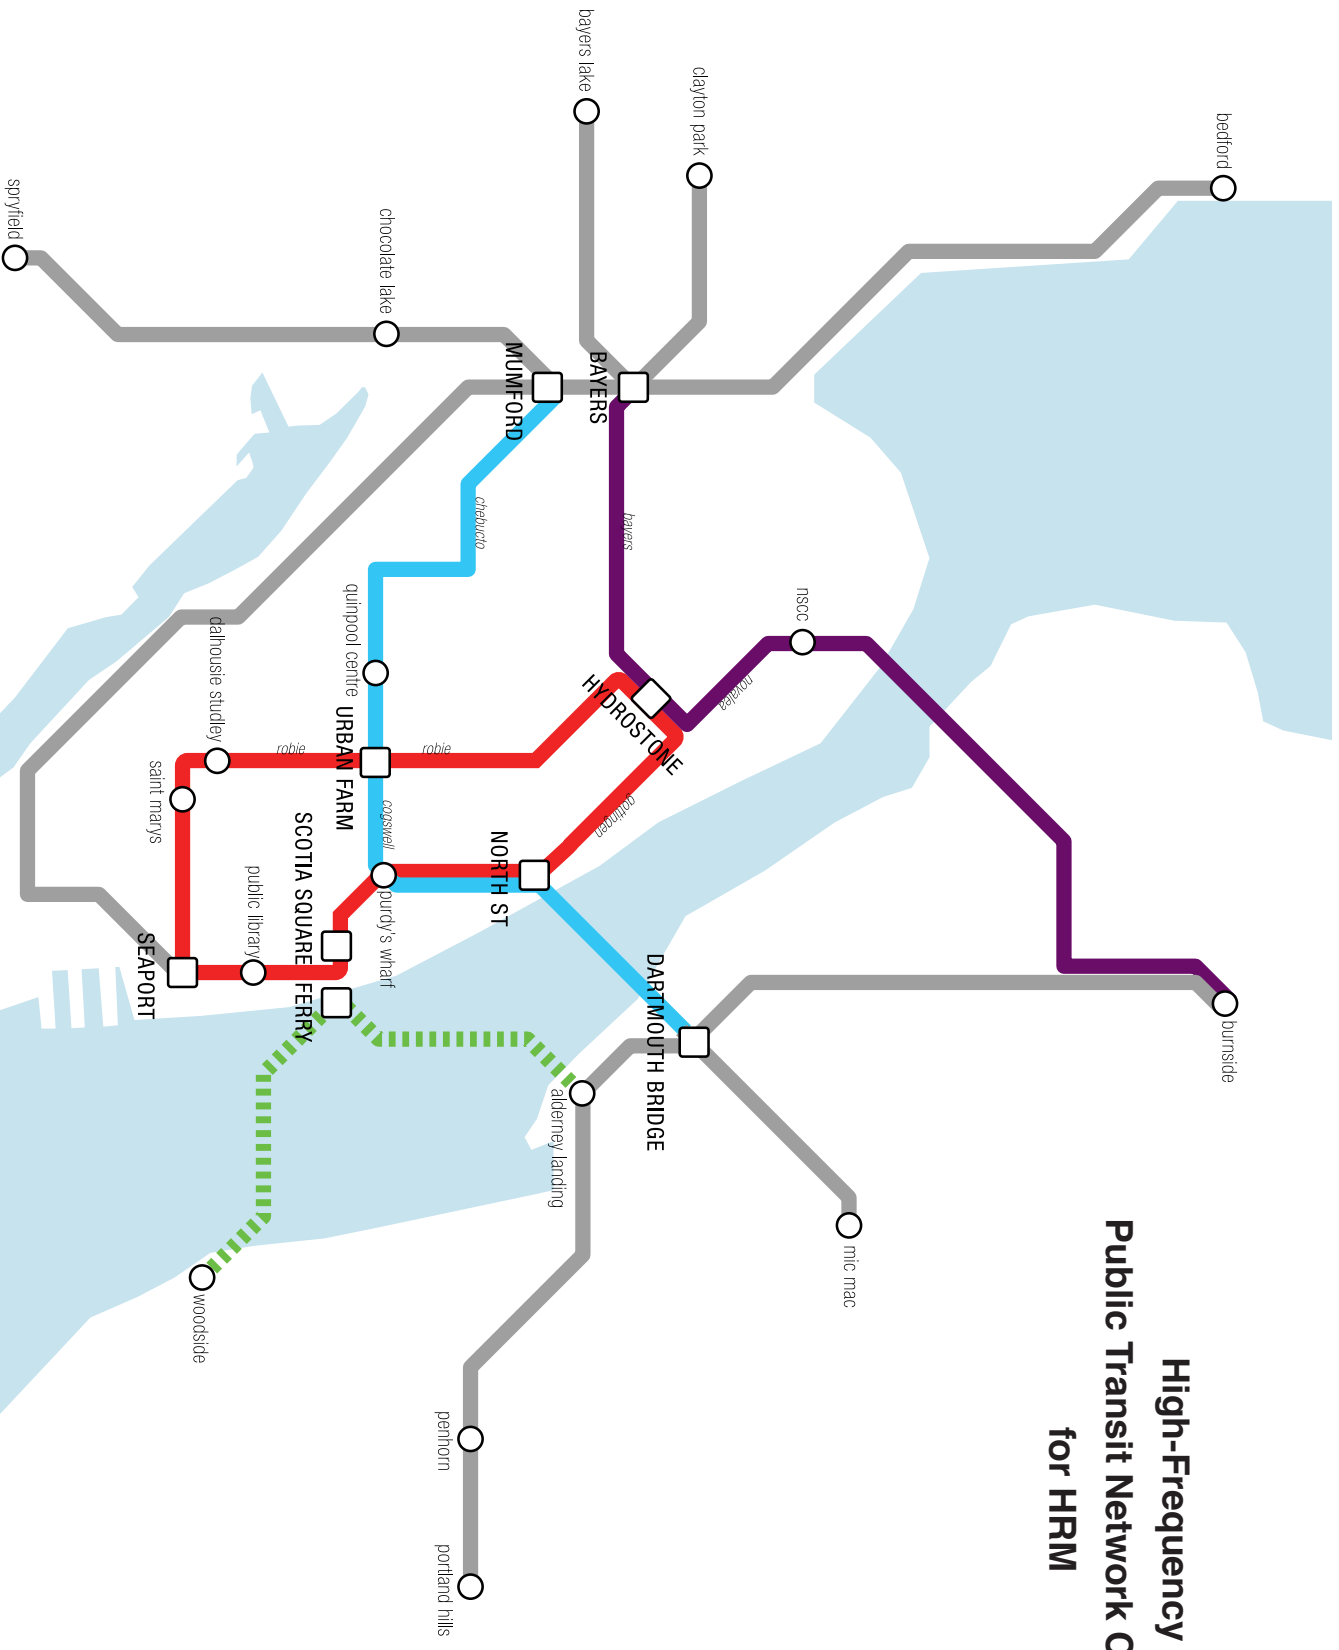 High-Frequency
Public Transit Network
for HRM
bedford
burnside
nscc
clayton park
mic mac
novalea
DARTMOUTH BRIDGE
HYDROSTONE
bayers
gottingen
BAYERS
bayers lake
alderney landing
MUMFORD
NORTH ST
chebucto
penhorn
portland hills
robie
chocolate lake
cogswell
purdy's wharf
quinpool centre
URBAN FARM
SCOTIA SQUARE
FERRY
robie
public library
dalhousie studley
woodside
saint marys
SEAPORT
spryfield